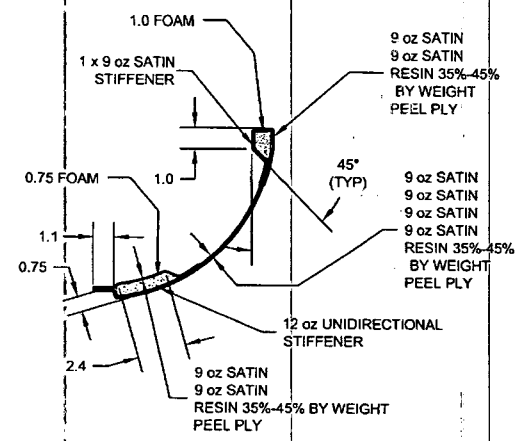 1.0 FOAM
1 x 9 oz SATIN
STIFFENER
9 oz SATIN
9 oz SATIN
RESIN 35%-45%
BY WEIGHT
PEEL PLY
1.0
45°
(TYP)
0.75 FOAM
9 oz SATIN
9 oz SATIN
9 oz SATIN
9 oz SATIN
RESIN 35%-45%
BY WEIGHT
PEEL PLY
1.1
0.75
12 oz UNIDIRECTIONAL
STIFFENER
2.4
9 oz SATIN
9 oz SATIN
RESIN 35%-45% BY WEIGHT
PEEL PLY